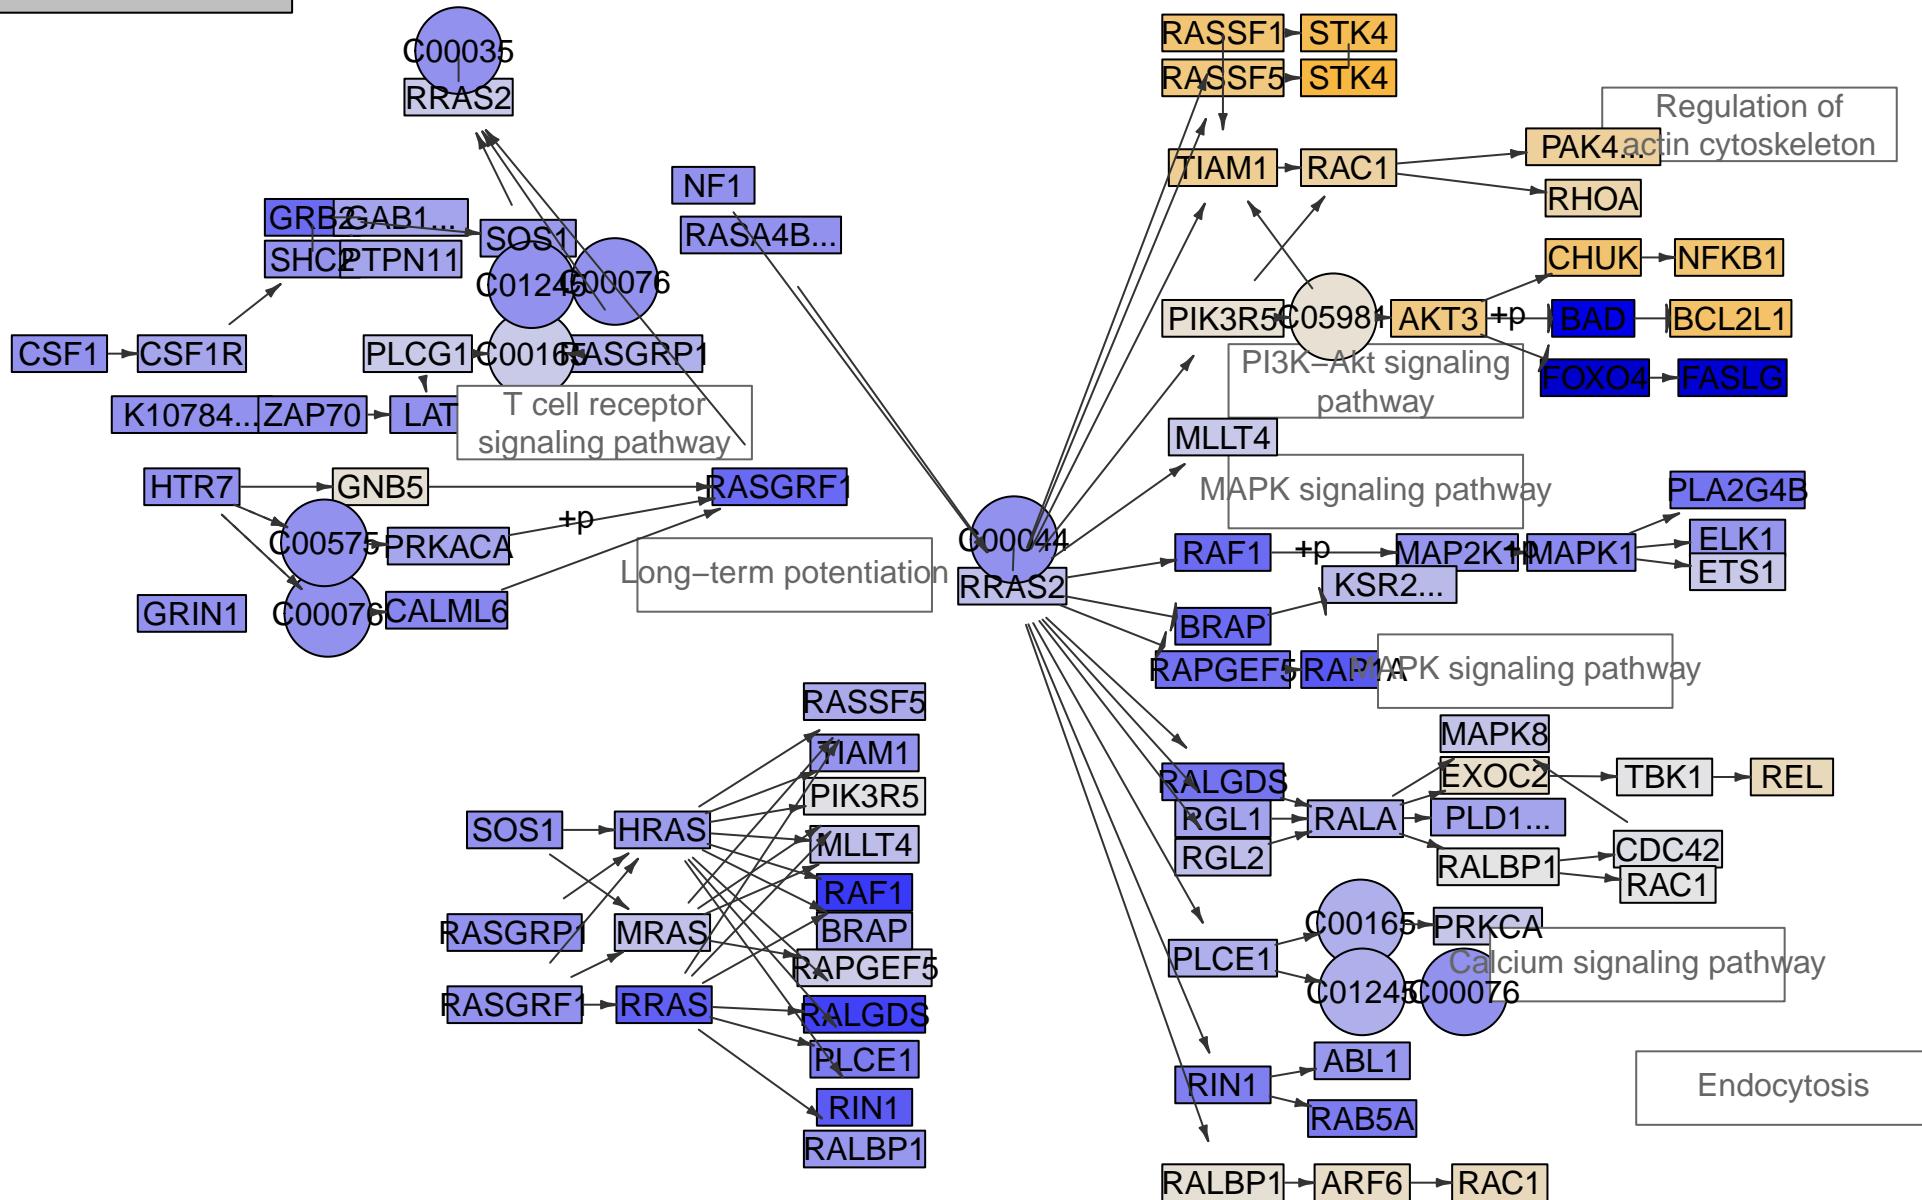 C00035
RRAS2
RASSF1
STK4
RASSF5
STK4
Regulation of
actin cytoskeleton
PAK4...
TIAM1
RAC1
RHOA
NF1
RASA4B...
GRB2
GAB1...
SOS1
SHC2
PTPN11
C01245
C00076
CHUK
NFKB1
PIK3R5
C05981
AKT3
+p
BAD
BCL2L1
CSF1
CSF1R
PLCG1
C00165
RASGRP1
PI3K–Akt signaling
pathway
FOXO4
FASLG
K10784...
ZAP70
LAT
T cell receptor
signaling pathway
MLLT4
HTR7
GNB5
RASGRF1
MAPK signaling pathway
PLA2G4B
C00575
PRKACA
+p
C00044
RAF1
+p
MAP2K1
+p
MAPK1
ELK1
ETS1
Long–term potentiation
RRAS2
KSR2...
GRIN1
C00076
CALML6
BRAP
RAPGEF5
RAP1A
MAPK signaling pathway
RASSF5
TIAM1
PIK3R5
MAPK8
EXOC2
TBK1
REL
RALGDS
SOS1
HRAS
MLLT4
RGL1
RALA
PLD1...
RGL2
RALBP1
CDC42
RAC1
RAF1
RASGRP1
MRAS
BRAP
C00165
PRKCA
RAPGEF5
PLCE1
Calcium signaling pathway
C01245
C00076
RASGRF1
RRAS
RALGDS
PLCE1
RIN1
ABL1
Endocytosis
RIN1
RAB5A
RALBP1
RALBP1
ARF6
RAC1